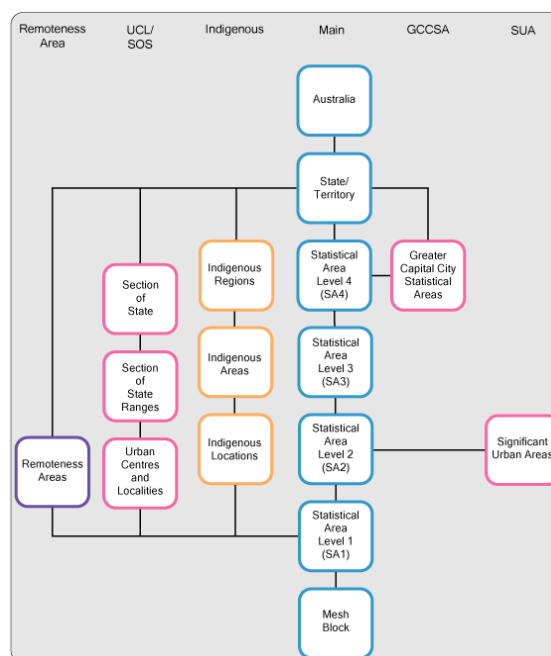 Remoteness
Area
UCL/
SOS
Indigenous
Main
GCCSA
SUA
Australia
State/
Territory
Indigenous
Regions
Statistical
Area
Level 4
(SA4)
Greater
Capital City
Statistical
Areas
Section
of
State
Indigenous
Areas
Statistical
Area
Level 3
(SA3)
Section
of
State
Ranges
Remoteness
Areas
Urban
Centres
and
Localities
Indigenous
Locations
Statistical
Area
Level 2
(SA2)
Significant
Urban Areas
Statistical
Area
Level 1
(SA1)
Mesh
Block